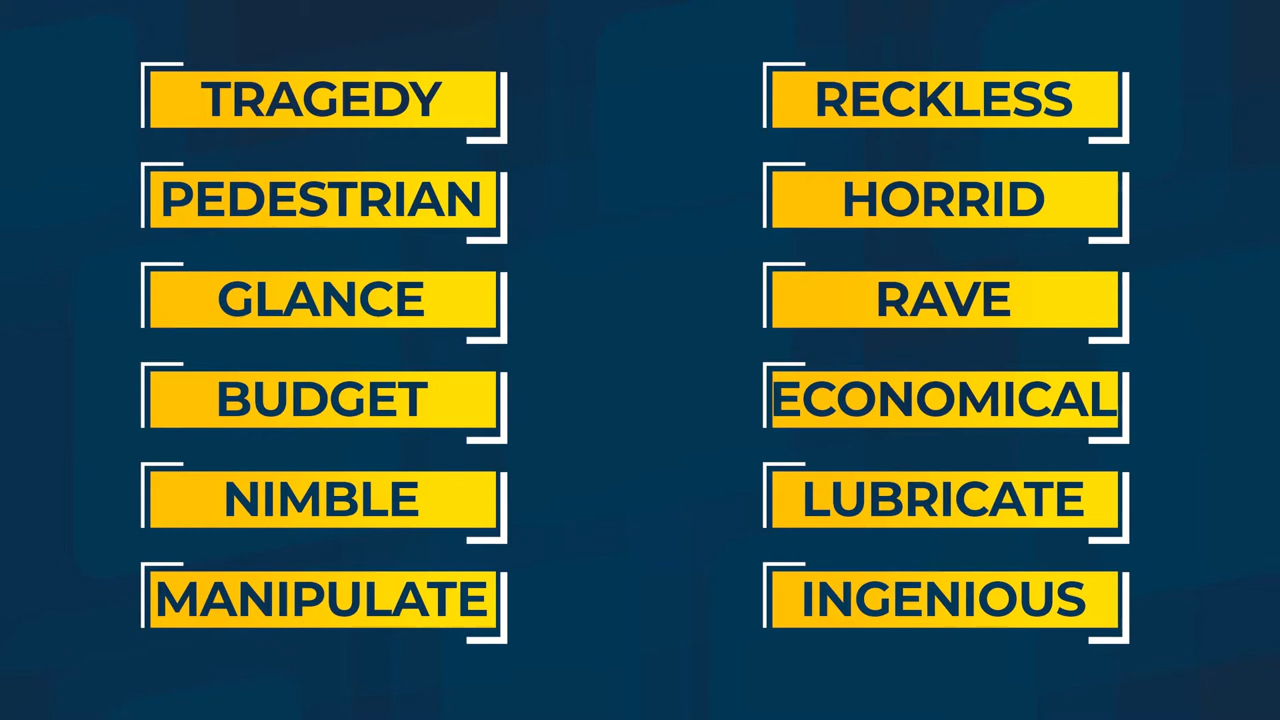 TRAGEDY
PEDESTRIAN
GLANCE
BUDGET
NIMBLE
MANIPULATE
RECKLESS
HORRID
RAVE
ECONOMICAL
LUBRICATE
INGENIOUS